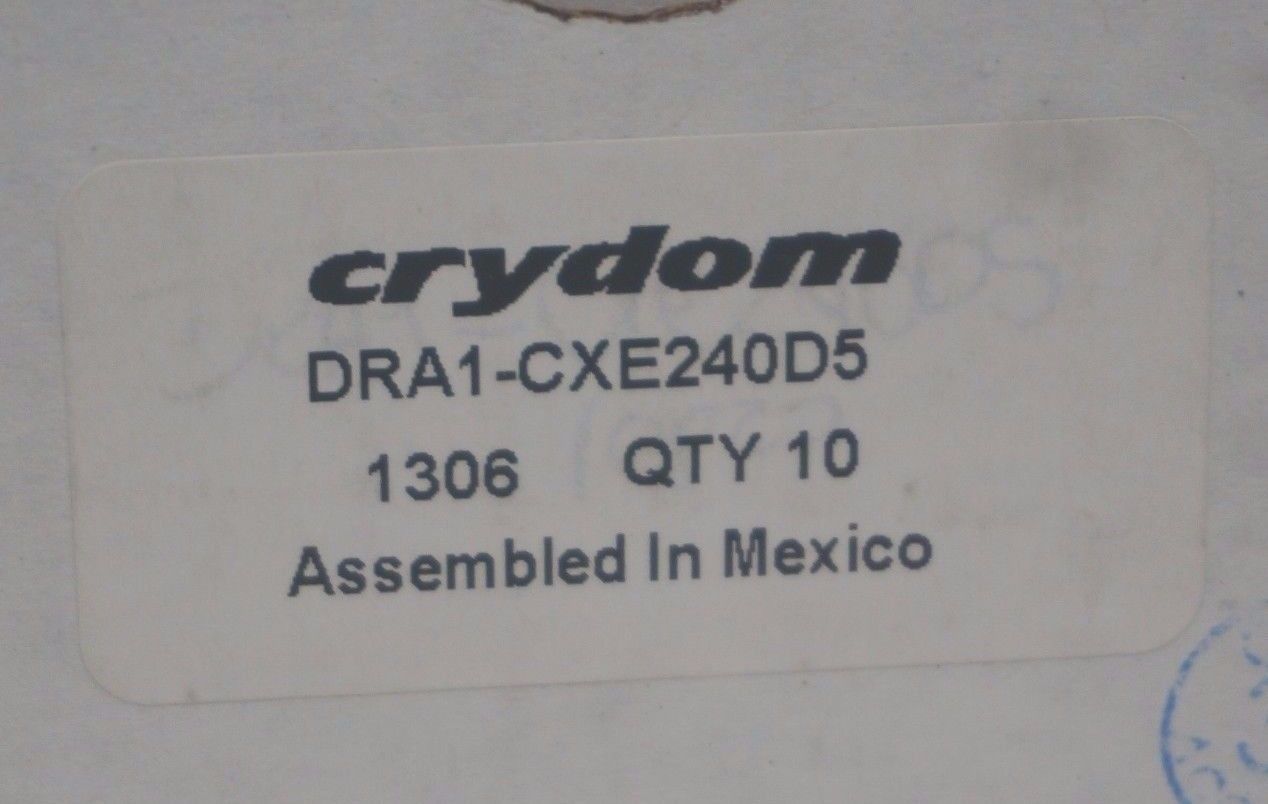 crydom
DRA1-CXE240D5
1306 QTY 10
Assembled In Mexico